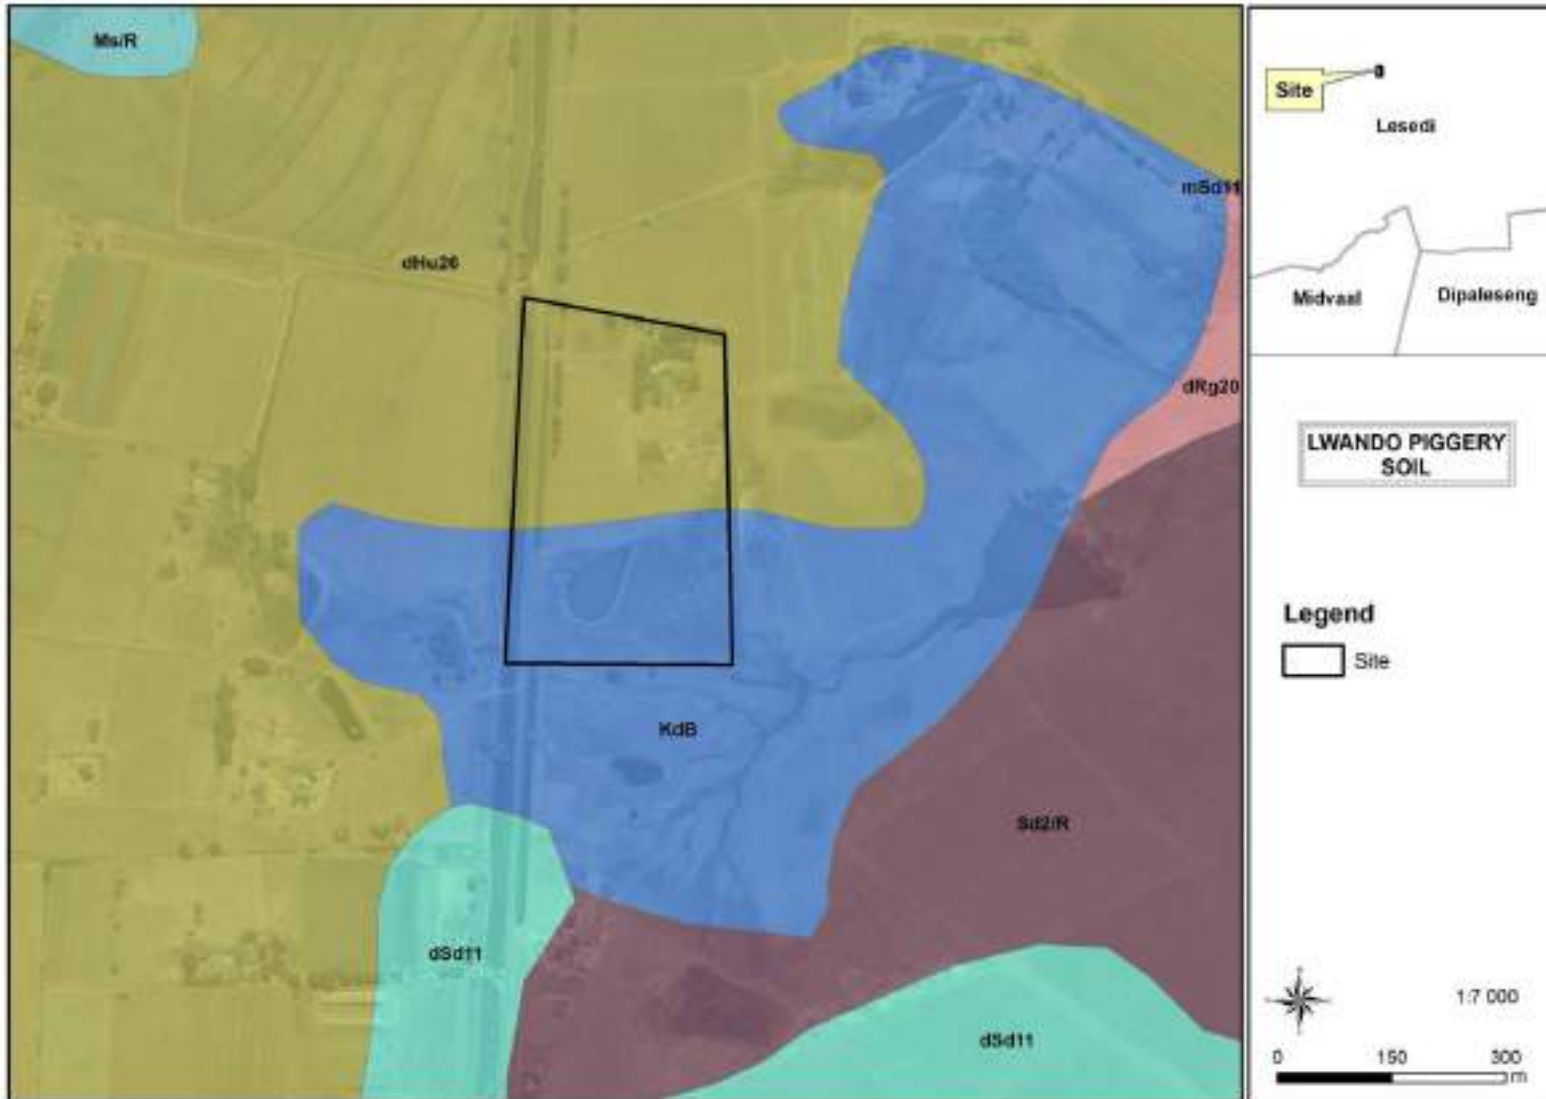 Ms/R
mSd11
dHu26
dRg20
KdB
Sd2/R
dSd11
dSd11
Site
Lesedi
Midvaal
Dipaleseng
LWANDO PIGGERY
SOIL
Legend
Site
1:7 000
0 150 300
m